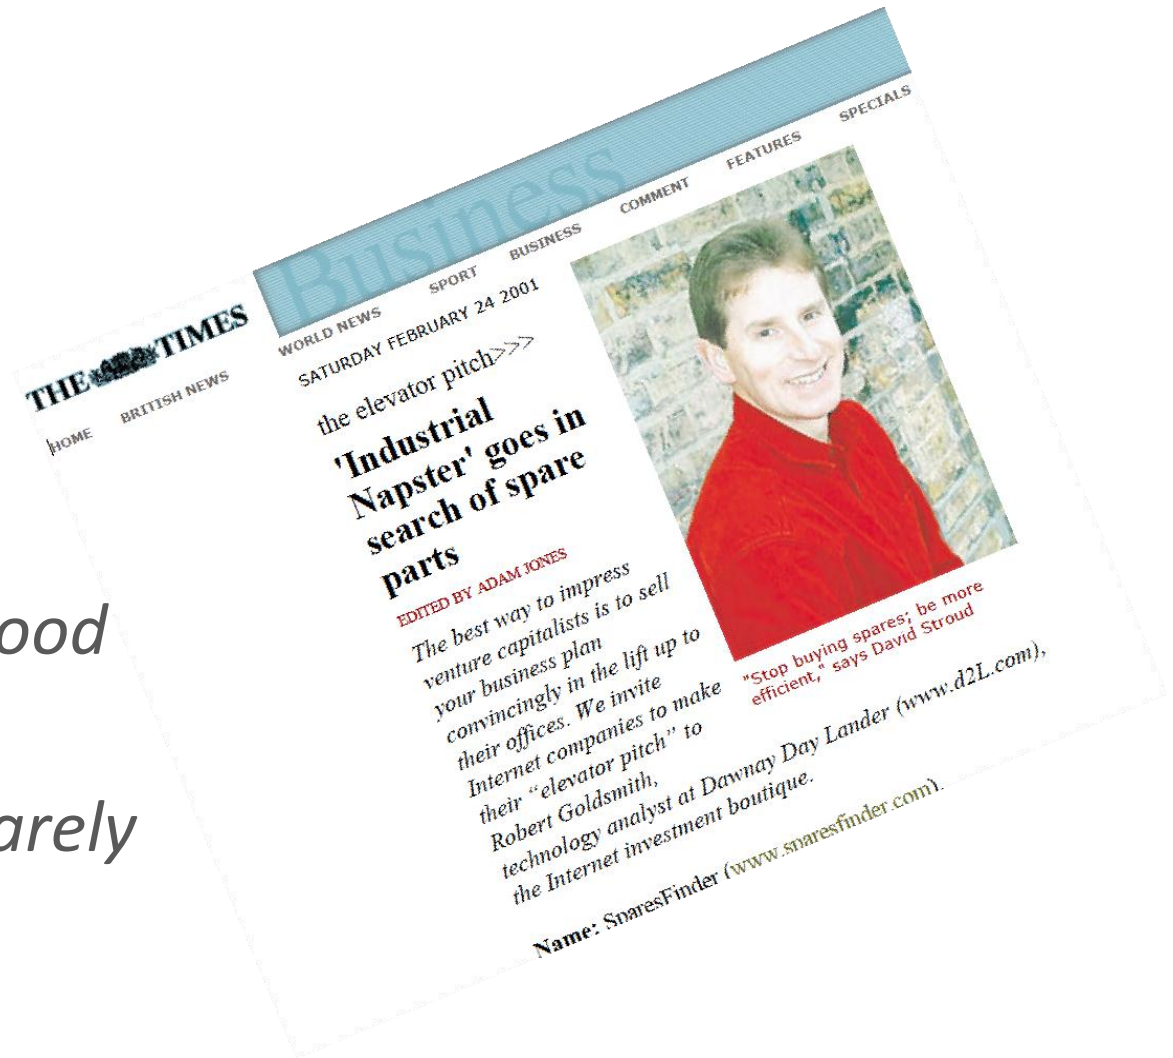 THE TIMES
Business
HOME
BRITISH NEWS
WORLD NEWS
SPORT
BUSINESS
COMMENT
FEATURES
SPECIALS
SATURDAY FEBRUARY 24 2001
the elevator pitch>>>
'Industrial
Napster' goes in
search of spare
parts
EDITED BY ADAM JONES
The best way to impress
venture capitalists is to sell
your business plan
convincingly in the lift up to
their offices. We invite
Internet companies to make
their “elevator pitch” to
Robert Goldsmith,
technology analyst at Dawnay Day Lander (www.d2L.com),
the Internet investment boutique.
Name: SparesFinder (www.sparesfinder.com).
"Stop buying spares; be more
efficient," says David Stroud
ood
arely